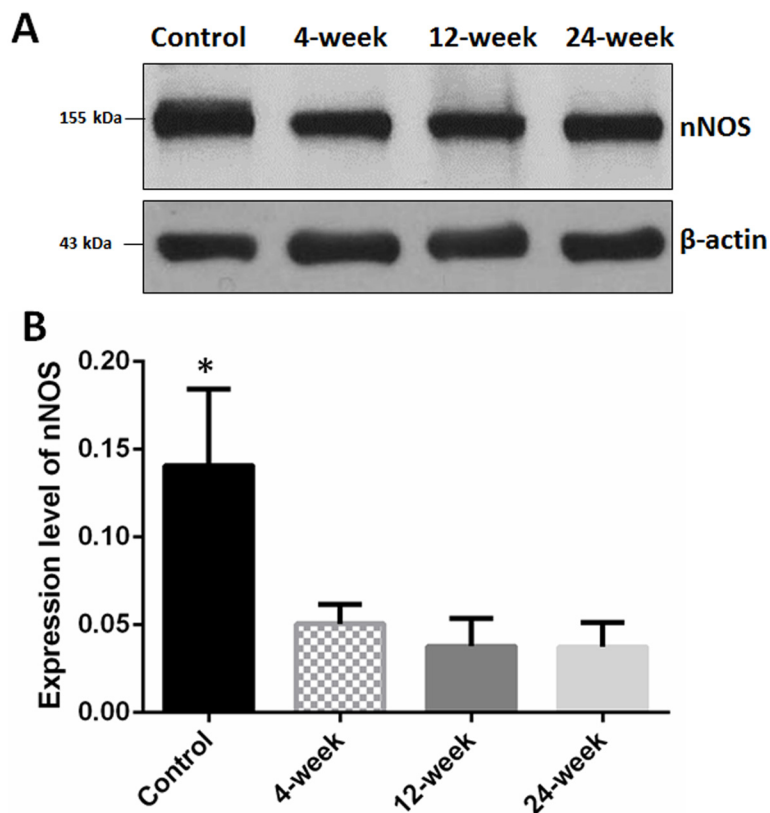 A
Control 4-week 12-week 24-week
155 kDa nNOS
43 kDa β-actin
B
Expression level of nNOS
0.20
*
0.15
0.10
0.05
0.00
Control 4-week 12-week 24-week